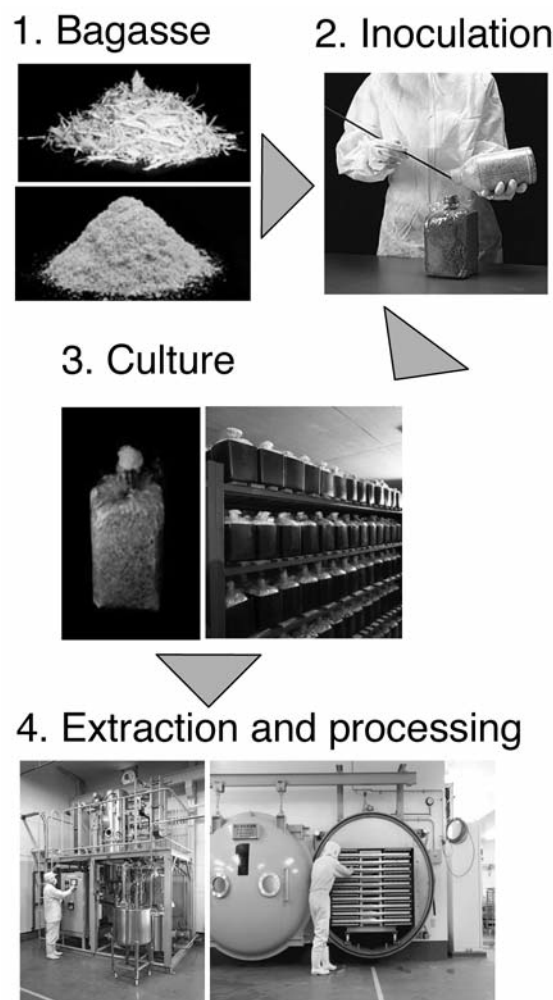 1. Bagasse
2. Inoculation
3. Culture
4. Extraction and processing